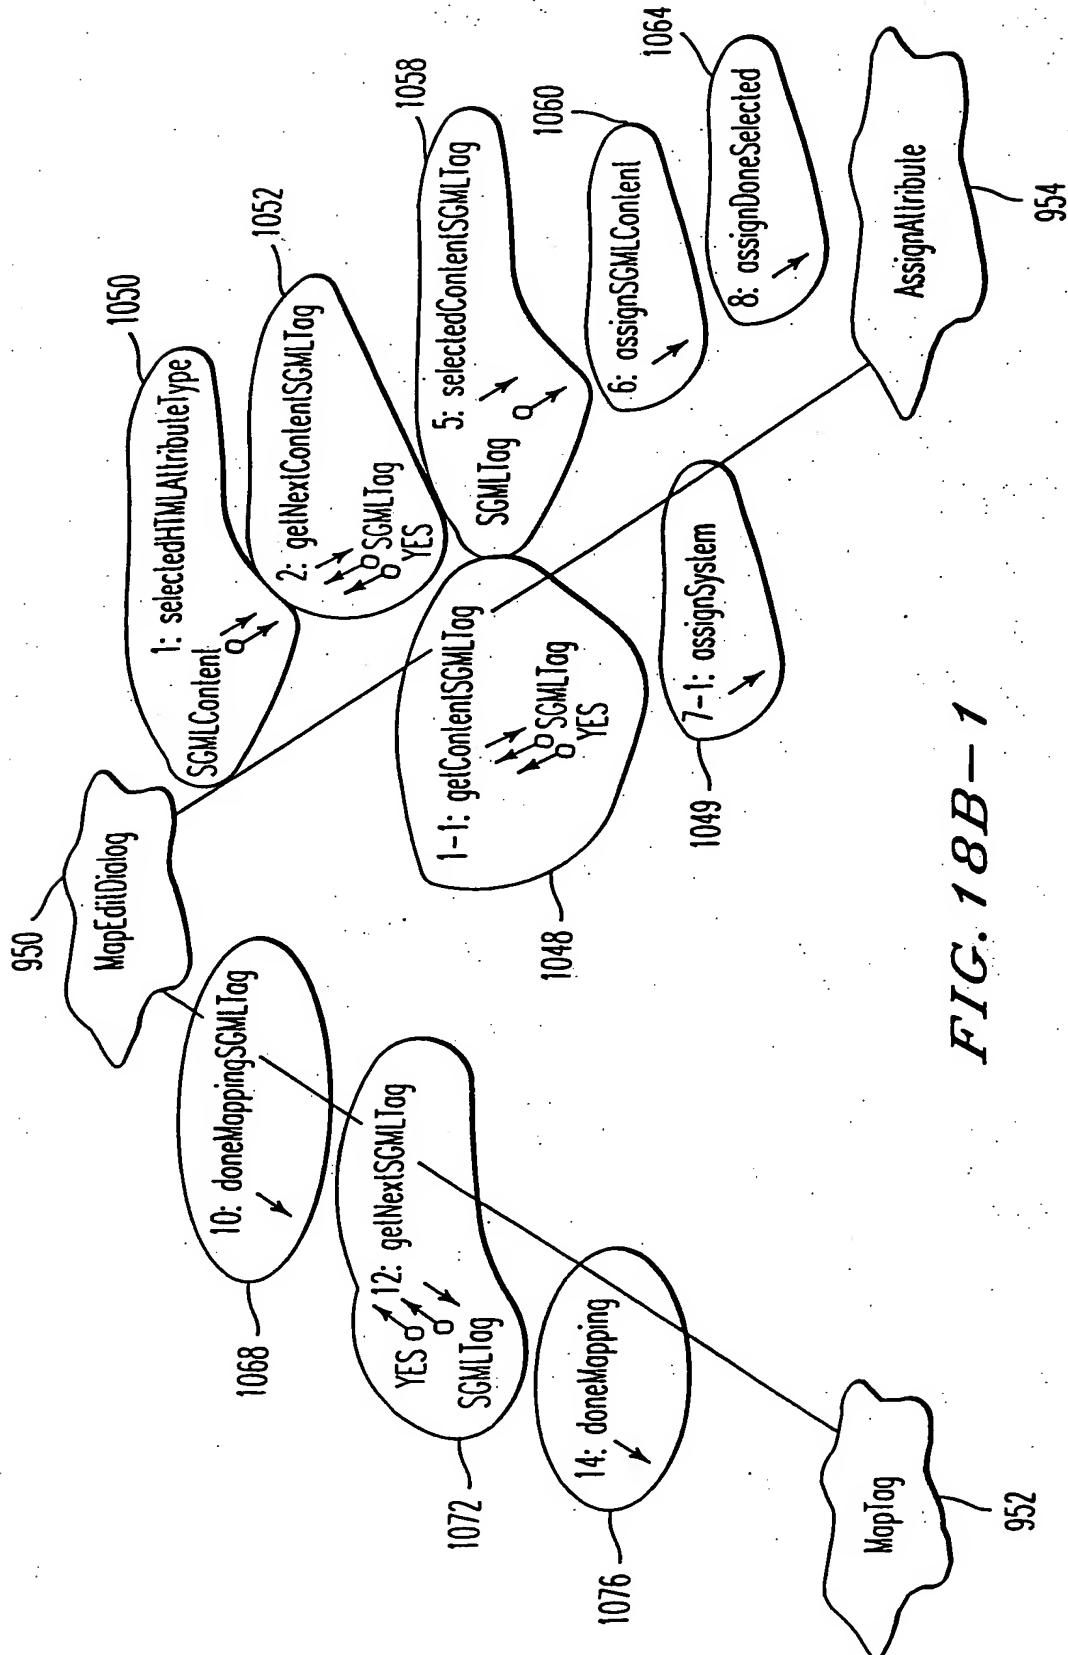 950
MapEditDialog
1068
10: doneMappingSGMLTag
1072
12: getNextSGMLTag
YES
SGMLTag
1076
14: doneMapping
MapTag
952
1050
1: selectedHTMLAttributeType
SGMLContent
1052
2: getNextContentSGMLTag
SGMLTag
YES
1048
1-1: getContentSGMLTag
SGMLTag
YES
1058
5: selectedContentSGMLTag
SGMLTag
1060
6: assignSGMLContent
1049
7-1: assignSystem
1064
8: assignDoneSelected
AssignAttribute
954
FIG. 18B-1